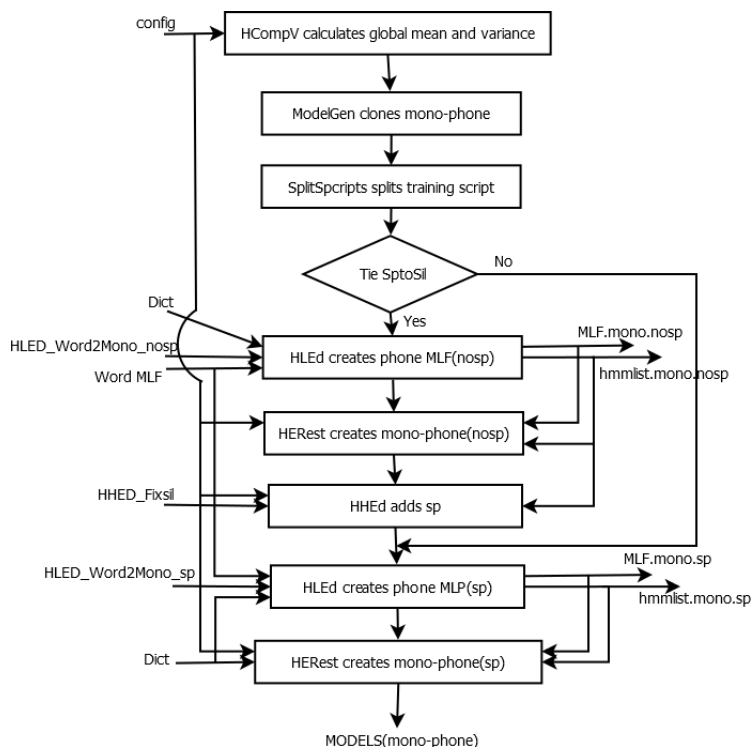 config
HCompV calculates global mean and variance
ModelGen clones mono-phone
SplitSpcripts splits training script
Tie SptoSil
No
Yes
Dict
HLED_Word2Mono_nosp
Word MLF
HLEd creates phone MLF(nosp)
MLF.mono.nosp
hmmlist.mono.nosp
HERest creates mono-phone(nosp)
HHED_Fixsil
HHEd adds sp
HLED_Word2Mono_sp
HLEd creates phone MLP(sp)
MLF.mono.sp
hmmlist.mono.sp
Dict
HERest creates mono-phone(sp)
MODELS(mono-phone)